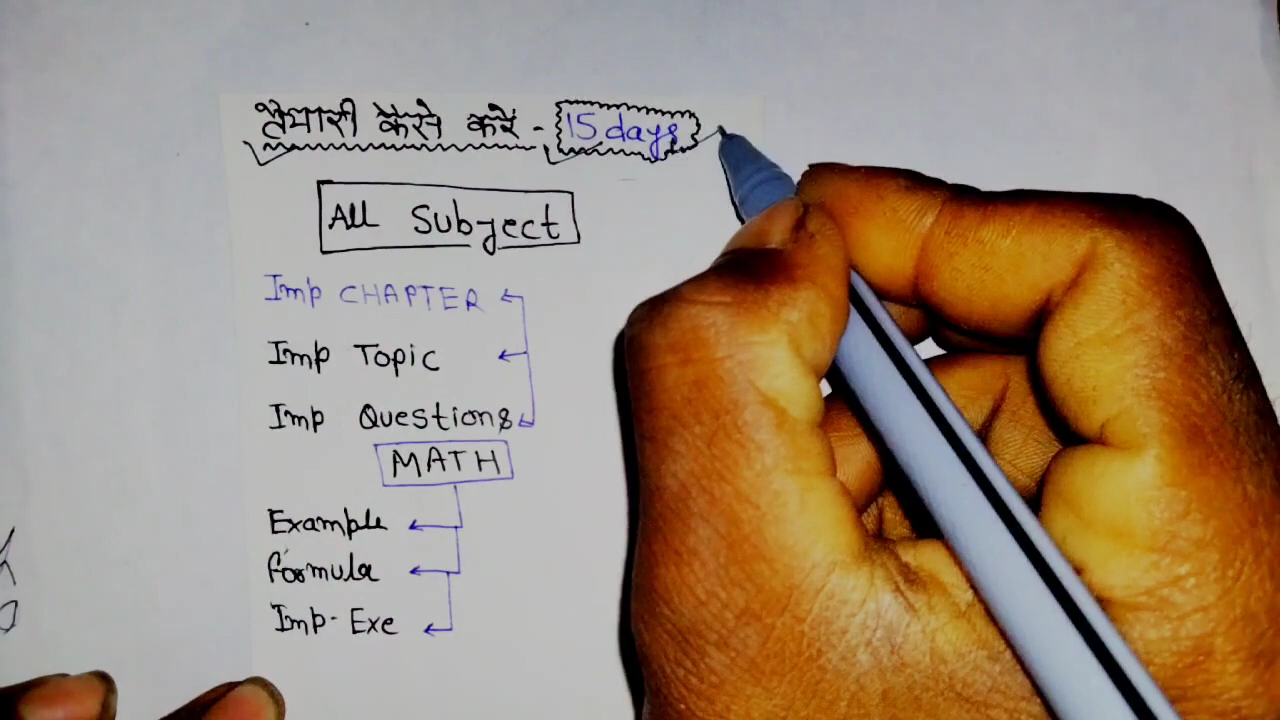 तैयारी कैसे करें - 15 days
All Subject
Imp CHAPTER
Imp Topic
Imp Questions
MATH
Example
formula
Imp- Exe